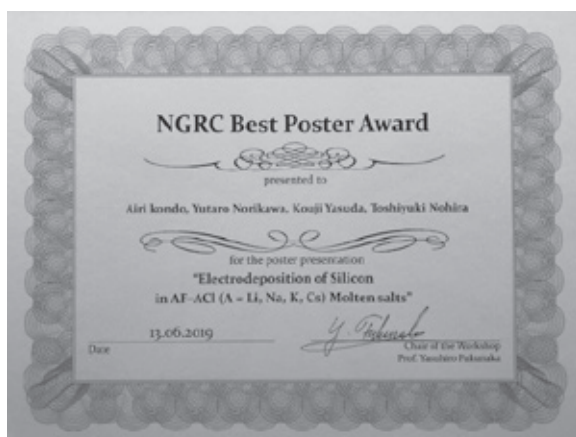 NGRC Best Poster Award
presented to
Airi kondo, Yutaro Norikawa, Kouji Yasuda, Toshiyuki Nohira
for the poster presentation
"Electrodeposition of Silicon
in AF-ACl (A = Li, Na, K, Cs) Molten salts"
13.06.2019
Y. Fukunaka
Date
Chair of the Workshop
Prof. Yasuhiro Fukunaka